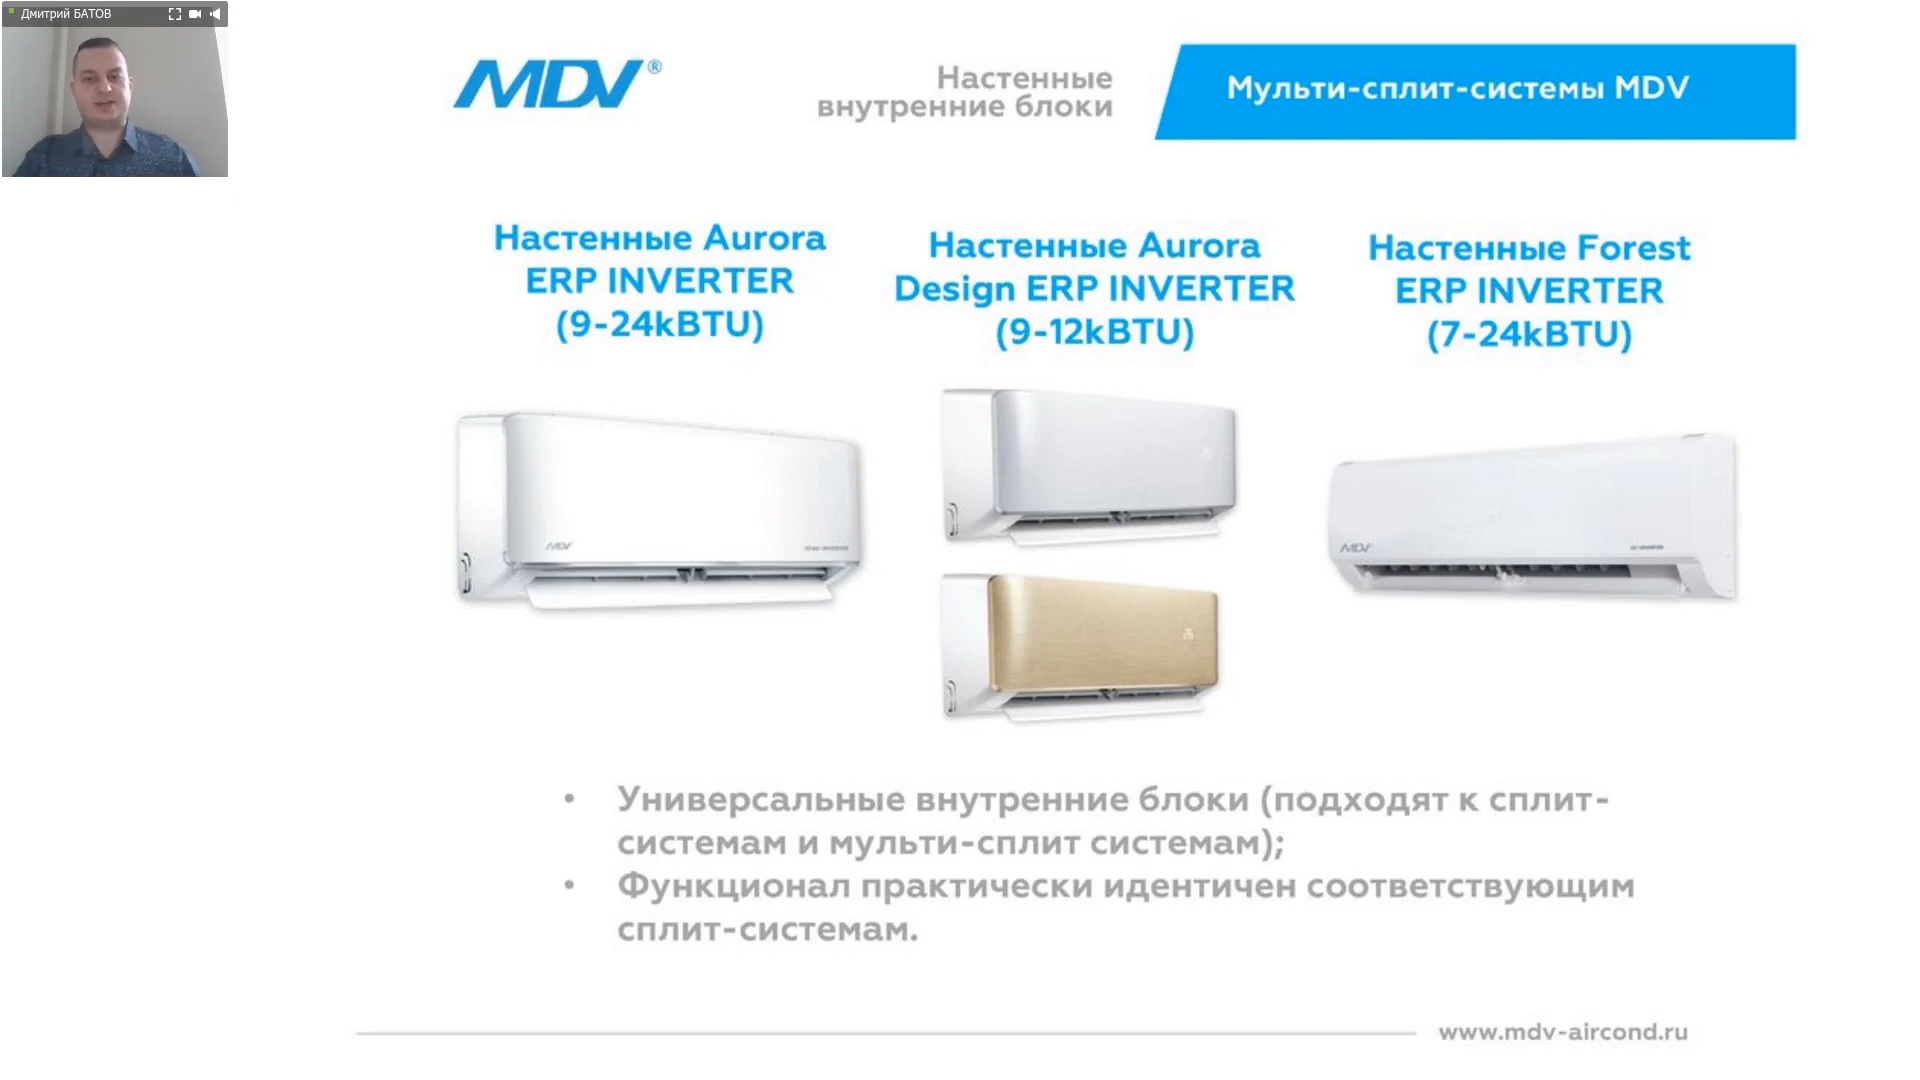 Дмитрий БАТОВ
MDV®
Настенные
внутренние блоки
Мульти-сплит-системы MDV
Настенные Aurora
ERP INVERTER
(9-24kBTU)
Настенные Aurora
Design ERP INVERTER
(9-12kBTU)
Настенные Forest
ERP INVERTER
(7-24kBTU)
MDV
MDV
• Универсальные внутренние блоки (подходят к сплит-
системам и мульти-сплит системам);
• Функционал практически идентичен соответствующим
сплит-системам.
www.mdv-aircond.ru